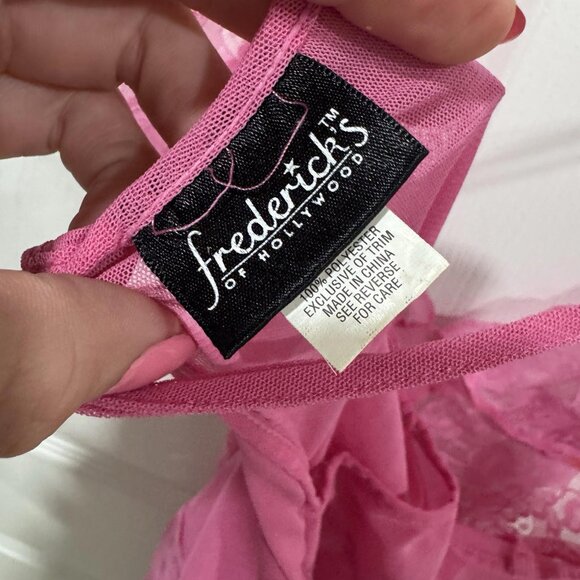 frederick's™
OF HOLLYWOOD
100% POLYESTER
EXCLUSIVE OF TRIM
MADE IN CHINA
SEE REVERSE
FOR CARE